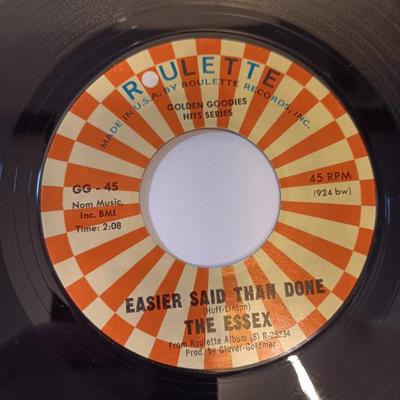 ROULETTE
MADE IN U.S.A. BY ROULETTE RECORDS, INC.
GOLDEN GOODIES
HITS SERIES
GG - 45
Nom Music,
Inc. BMI
Time: 2:08
45 RPM
(924 bw)
EASIER SAID THAN DONE
(Huff-Linton)
THE ESSEX
From Roulette Album (S) R-25234
Prod. by Glover-Goldner